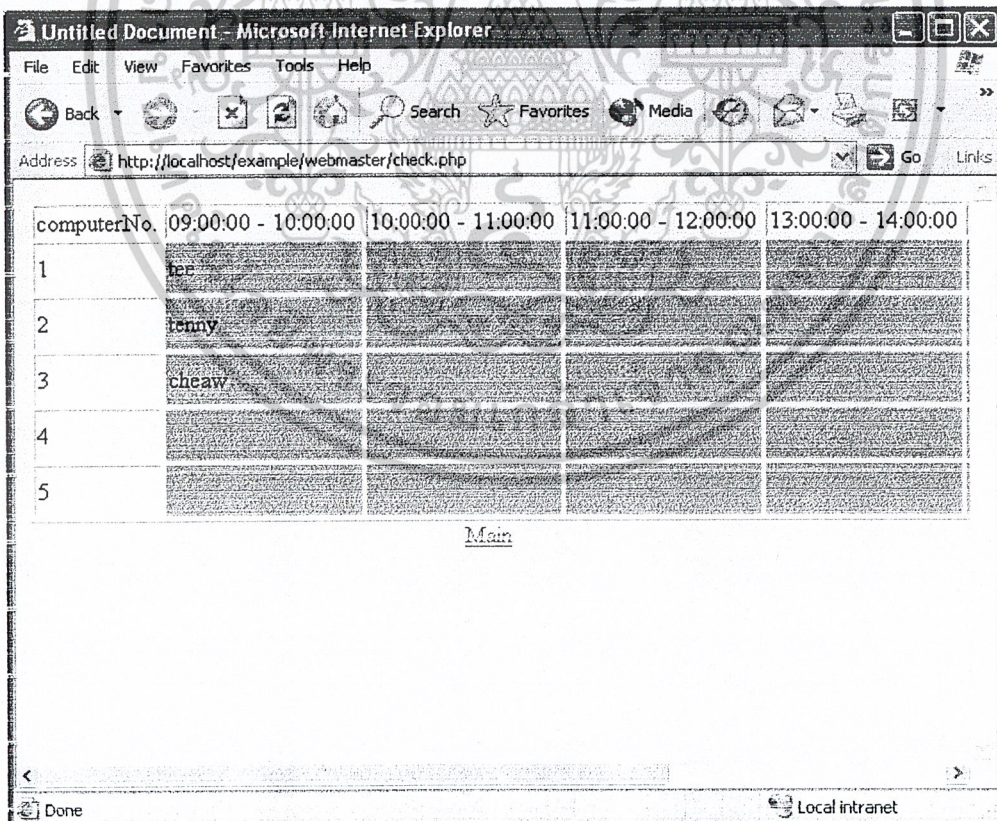 Untitled Document - Microsoft Internet Explorer
File Edit View Favorites Tools Help
Back Search Favorites Media
Address http://localhost/example/webmaster/check.php Go Links
computerNo. 09:00:00 - 10:00:00 10:00:00 - 11:00:00 11:00:00 - 12:00:00 13:00:00 - 14:00:00
1 tee
2 tenny
3 cheaw
4
5
Main
Done Local intranet